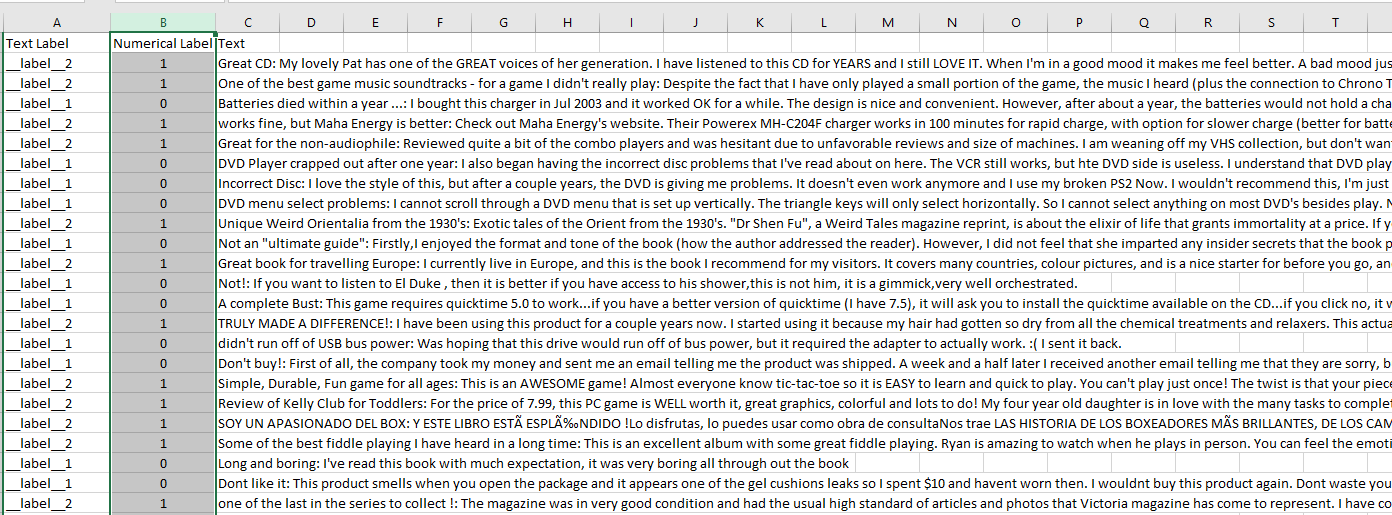 A B C D E F G H I J K L M N O P Q R S T
Text Label Numerical Label Text
__label__2 1 Great CD: My lovely Pat has one of the GREAT voices of her generation. I have listened to this CD for YEARS and I still LOVE IT. When I'm in a good mood it makes me feel better. A bad mood jus
__label__2 1 One of the best game music soundtracks - for a game I didn't really play: Despite the fact that I have only played a small portion of the game, the music I heard (plus the connection to Chrono T
__label__1 0 Batteries died within a year ...: I bought this charger in Jul 2003 and it worked OK for a while. The design is nice and convenient. However, after about a year, the batteries would not hold a cha
__label__2 1 works fine, but Maha Energy is better: Check out Maha Energy's website. Their Powerex MH-C204F charger works in 100 minutes for rapid charge, with option for slower charge (better for batte
__label__2 1 Great for the non-audiophile: Reviewed quite a bit of the combo players and was hesitant due to unfavorable reviews and size of machines. I am weaning off my VHS collection, but don't want
__label__1 0 DVD Player crapped out after one year: I also began having the incorrect disc problems that I've read about on here. The VCR still works, but hte DVD side is useless. I understand that DVD play
__label__1 0 Incorrect Disc: I love the style of this, but after a couple years, the DVD is giving me problems. It doesn't even work anymore and I use my broken PS2 Now. I wouldn't recommend this, I'm just
__label__1 0 DVD menu select problems: I cannot scroll through a DVD menu that is set up vertically. The triangle keys will only select horizontally. So I cannot select anything on most DVD's besides play. N
__label__2 1 Unique Weird Orientalia from the 1930's: Exotic tales of the Orient from the 1930's. "Dr Shen Fu", a Weird Tales magazine reprint, is about the elixir of life that grants immortality at a price. If y
__label__1 0 Not an "ultimate guide": Firstly,I enjoyed the format and tone of the book (how the author addressed the reader). However, I did not feel that she imparted any insider secrets that the book p
__label__2 1 Great book for travelling Europe: I currently live in Europe, and this is the book I recommend for my visitors. It covers many countries, colour pictures, and is a nice starter for before you go, an
__label__1 0 Not!: If you want to listen to El Duke , then it is better if you have access to his shower,this is not him, it is a gimmick,very well orchestrated.
__label__1 0 A complete Bust: This game requires quicktime 5.0 to work...if you have a better version of quicktime (I have 7.5), it will ask you to install the quicktime available on the CD...if you click no, it w
__label__2 1 TRULY MADE A DIFFERENCE!: I have been using this product for a couple years now. I started using it because my hair had gotten so dry from all the chemical treatments and relaxers. This actua
__label__1 0 didn't run off of USB bus power: Was hoping that this drive would run off of bus power, but it required the adapter to actually work. :( I sent it back.
__label__1 0 Don't buy!: First of all, the company took my money and sent me an email telling me the product was shipped. A week and a half later I received another email telling me that they are sorry, b
__label__2 1 Simple, Durable, Fun game for all ages: This is an AWESOME game! Almost everyone know tic-tac-toe so it is EASY to learn and quick to play. You can't play just once! The twist is that your piece
__label__2 1 Review of Kelly Club for Toddlers: For the price of 7.99, this PC game is WELL worth it, great graphics, colorful and lots to do! My four year old daughter is in love with the many tasks to complet
__label__2 1 SOY UN APASIONADO DEL BOX: Y ESTE LIBRO ESTÃ ESPLÃ‰NDIDO !Lo disfrutas, lo puedes usar como obra de consultaNos trae LAS HISTORIA DE LOS BOXEADORES MÃS BRILLANTES, DE LOS CAM
__label__2 1 Some of the best fiddle playing I have heard in a long time: This is an excellent album with some great fiddle playing. Ryan is amazing to watch when he plays in person. You can feel the emoti
__label__1 0 Long and boring: I've read this book with much expectation, it was very boring all through out the book
__label__1 0 Dont like it: This product smells when you open the package and it appears one of the gel cushions leaks so I spent $10 and havent worn then. I wouldnt buy this product again. Dont waste you
__label__2 1 one of the last in the series to collect !: The magazine was in very good condition and had the usual high standard of articles and photos that Victoria magazine has come to represent. I have co